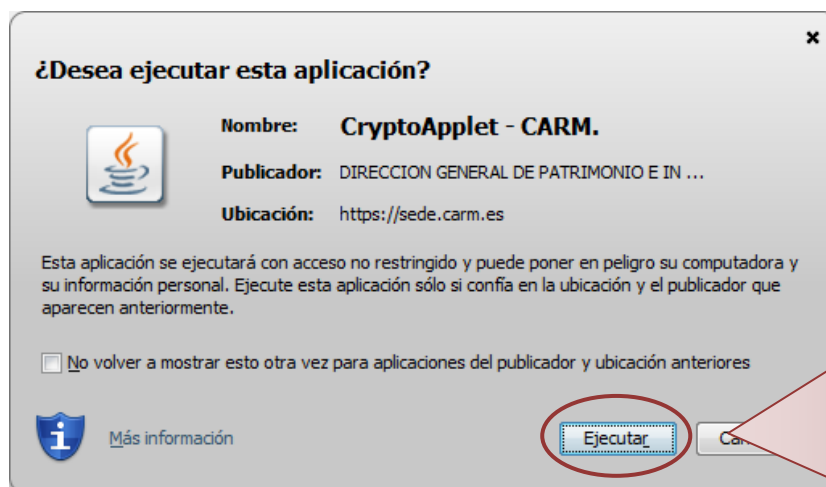 ¿Desea ejecutar esta aplicación?
Nombre: CryptoApplet - CARM.
Publicador: DIRECCION GENERAL DE PATRIMONIO E IN ...
Ubicación: https://sede.carm.es
Esta aplicación se ejecutará con acceso no restringido y puede poner en peligro su computadora y
su información personal. Ejecute esta aplicación sólo si confía en la ubicación y el publicador que
aparecen anteriormente.
No volver a mostrar esto otra vez para aplicaciones del publicador y ubicación anteriores
Más información Ejecutar